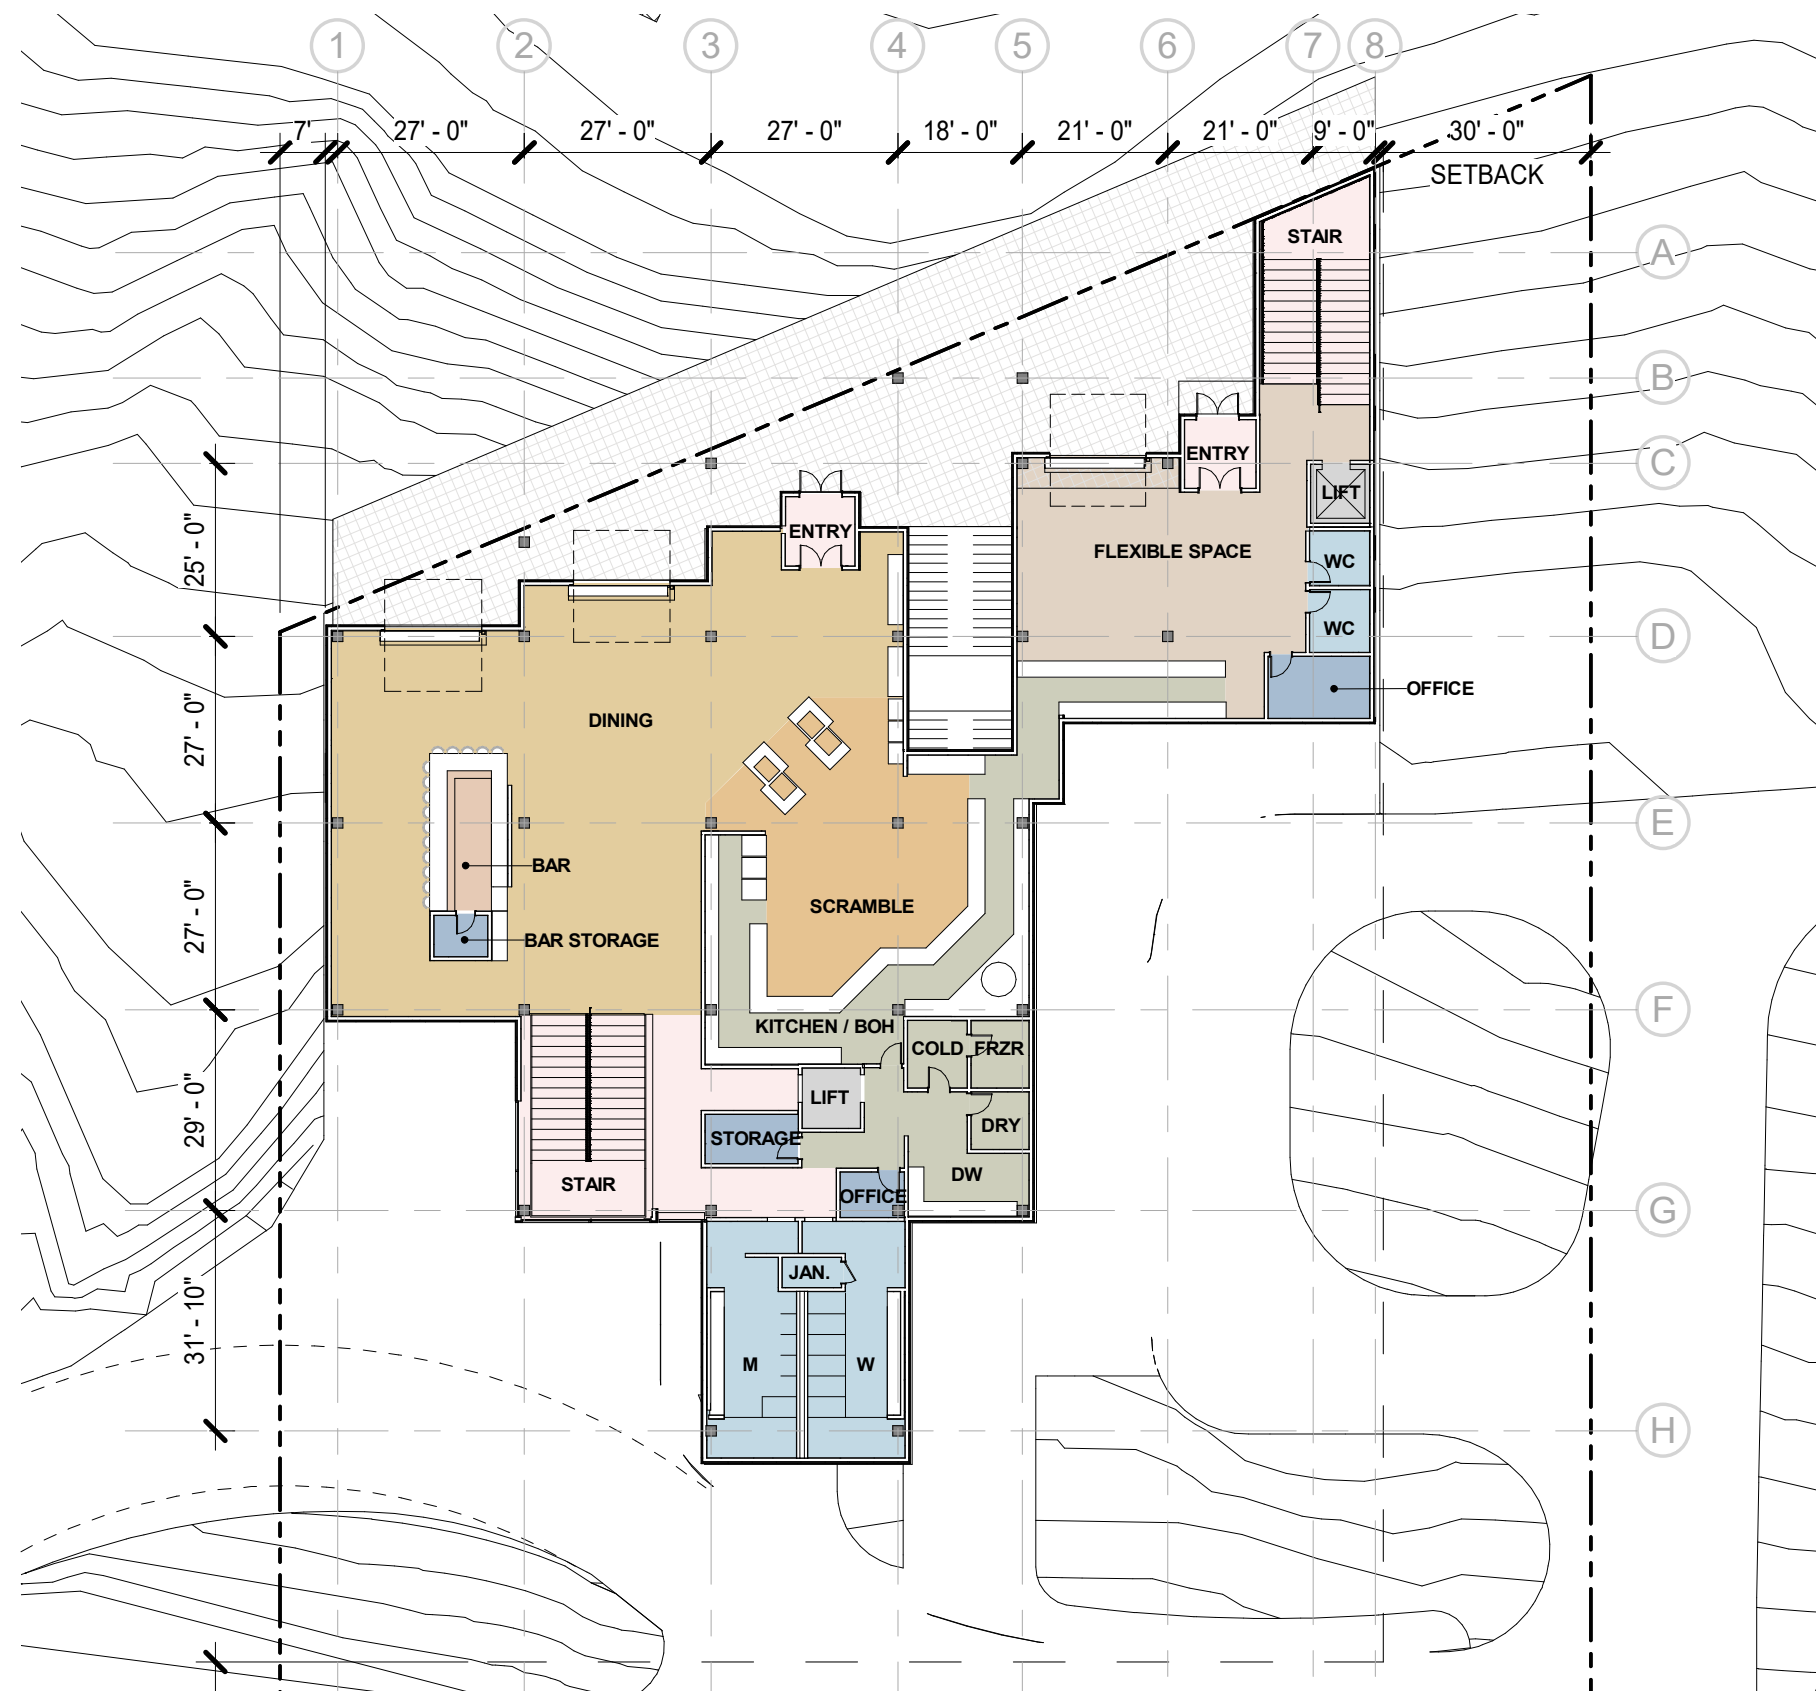 1 2 3 4 5 6 7 8
7' 27' - 0" 27' - 0" 27' - 0" 18' - 0" 21' - 0" 21' - 0" 9' - 0" 30' - 0"
SETBACK
STAIR
A
B
ENTRY
C
LIFT
25' - 0"
ENTRY
FLEXIBLE SPACE
WC
WC
D
OFFICE
27' - 0"
DINING
E
BAR
27' - 0"
SCRAMBLE
BAR STORAGE
F
KITCHEN / BOH
COLD FRZR
29' - 0"
LIFT
DRY
STORAGE
DW
STAIR
OFFICE
G
JAN.
31' - 10"
M W
H